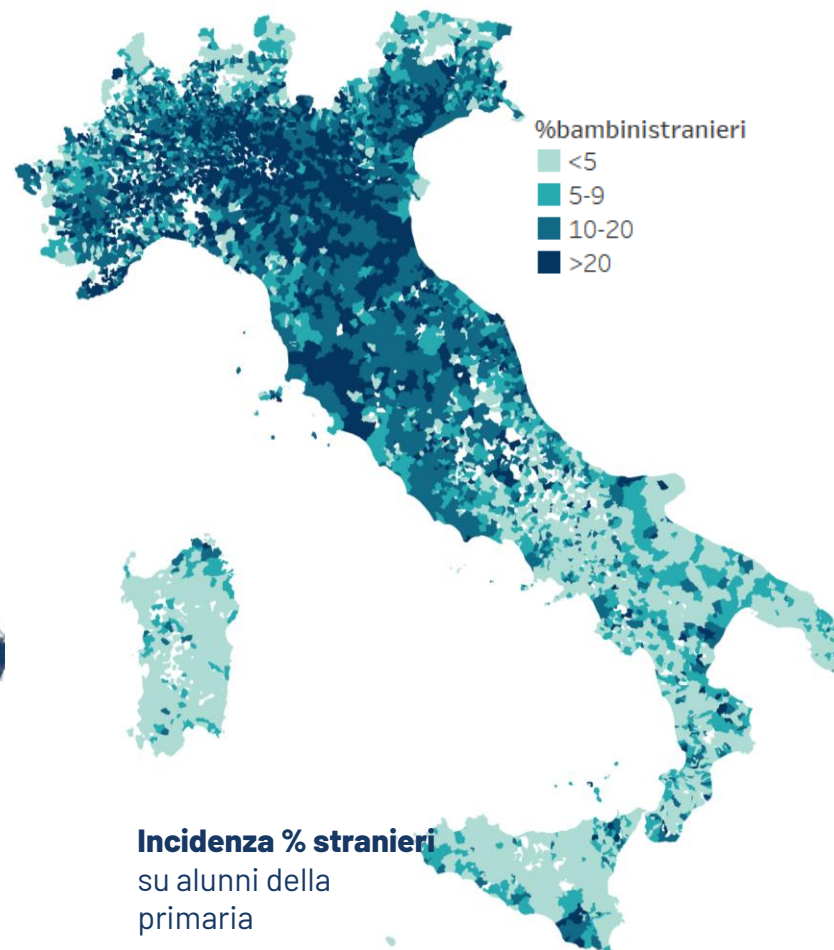 %bambinistranieri
<5
5-9
10-20
>20
Incidenza % stranieri
su alunni della
primaria